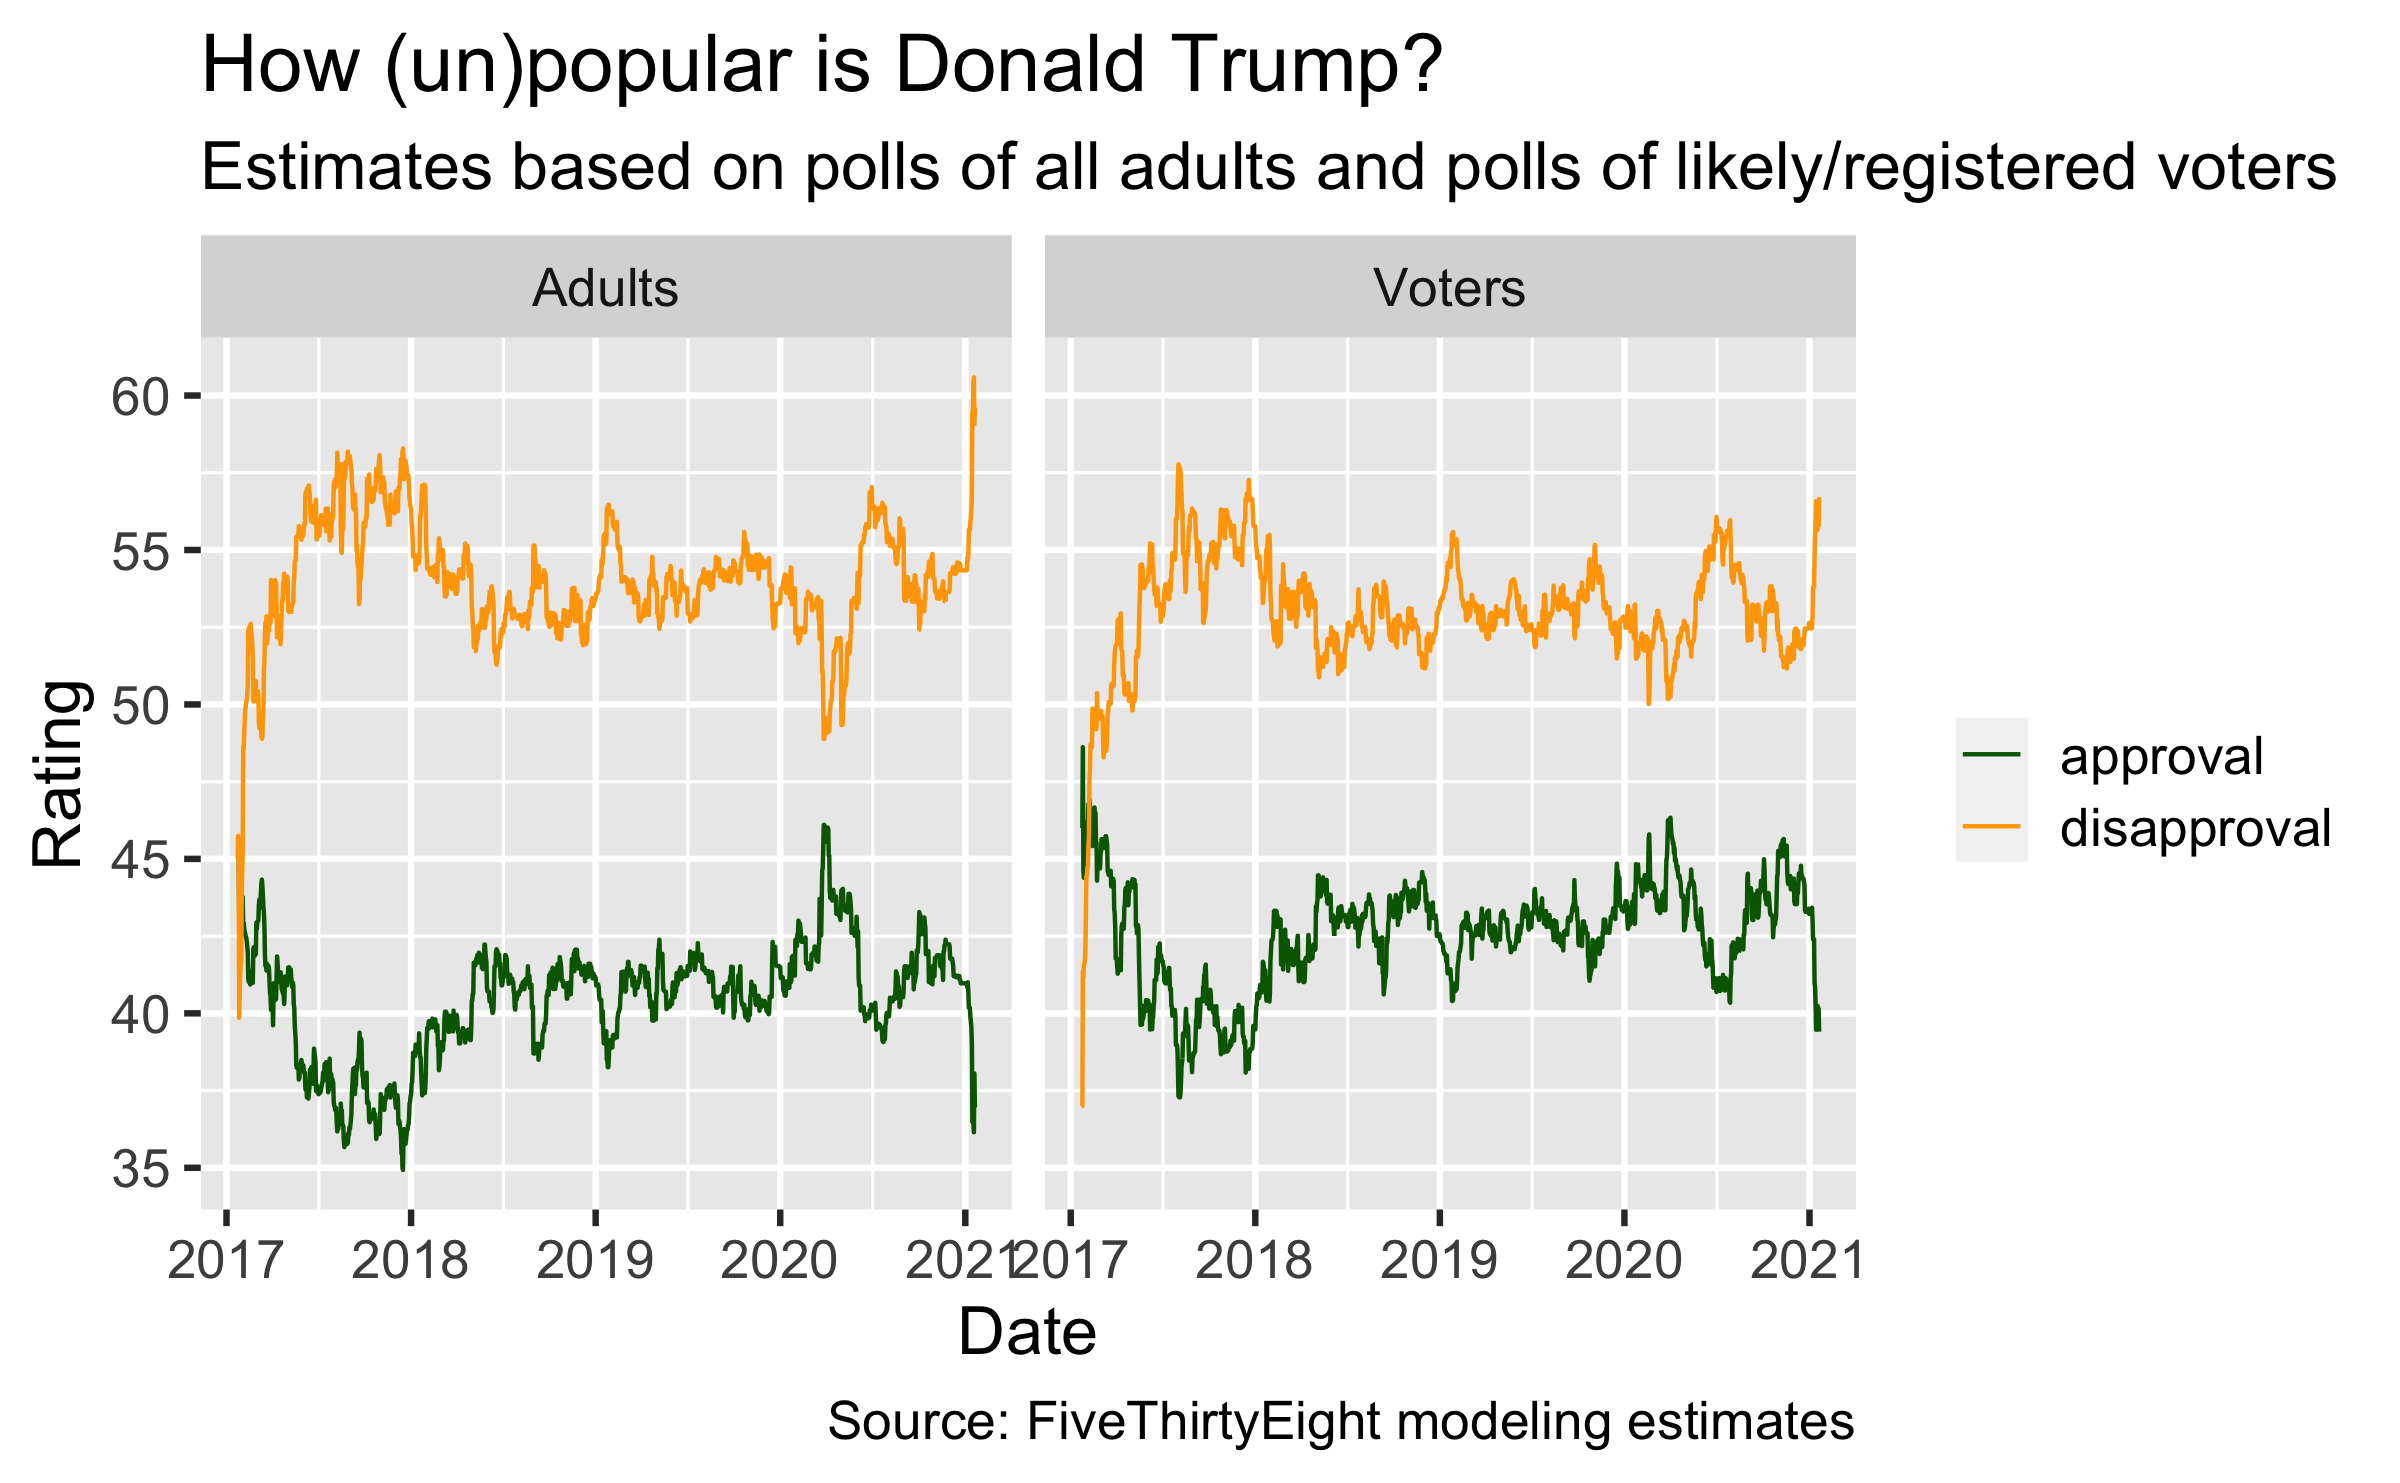 How (un)popular is Donald Trump?
Estimates based on polls of all adults and polls of likely/registered voters
Adults
Voters
60
55
50
45
40
35
Rating
2017 2018 2019 2020 2021
2017 2018 2019 2020 2021
Date
approval
disapproval
Source: FiveThirtyEight modeling estimates